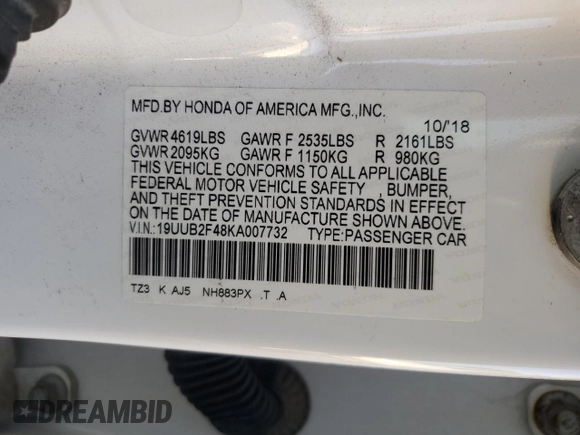 MFD.BY HONDA OF AMERICA MFG.,INC.
10/'18
GVWR 4619LBS GAWR F 2535LBS R 2161LBS
GVWR 2095KG GAWR F 1150KG R 980KG
THIS VEHICLE CONFORMS TO ALL APPLICABLE
FEDERAL MOTOR VEHICLE SAFETY , BUMPER,
AND THEFT PREVENTION STANDARDS IN EFFECT
ON THE DATE OF MANUFACTURE SHOWN ABOVE.
V.I.N.: 19UUB2F48KA007732 TYPE:PASSENGER CAR
TZ3 K AJ5 NH883PX .T .A
DREAMBID